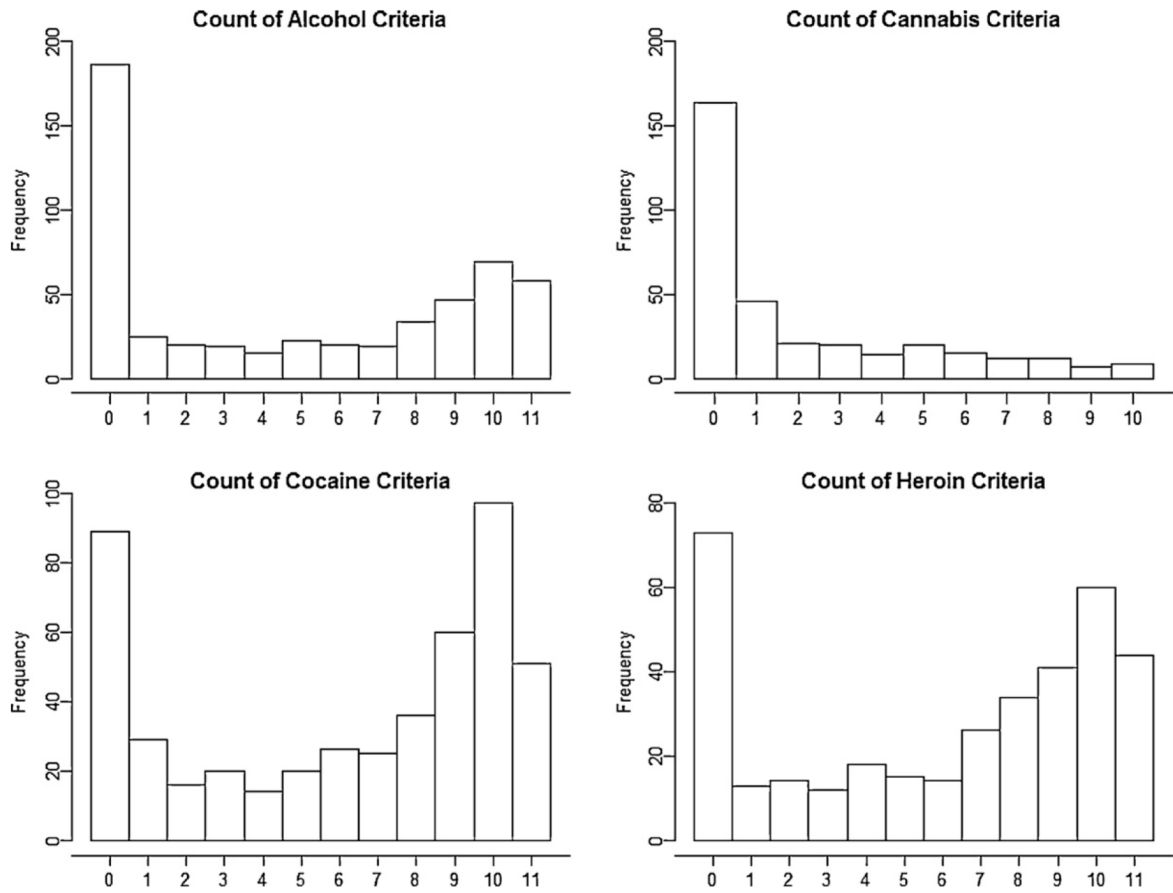 Count of Alcohol Criteria
Frequency
0 50 100 150 200
0 1 2 3 4 5 6 7 8 9 10 11
Count of Cannabis Criteria
Frequency
0 50 100 150 200
0 1 2 3 4 5 6 7 8 9 10
Count of Cocaine Criteria
Frequency
0 20 40 60 80 100
0 1 2 3 4 5 6 7 8 9 10 11
Count of Heroin Criteria
Frequency
0 20 40 60 80
0 1 2 3 4 5 6 7 8 9 10 11